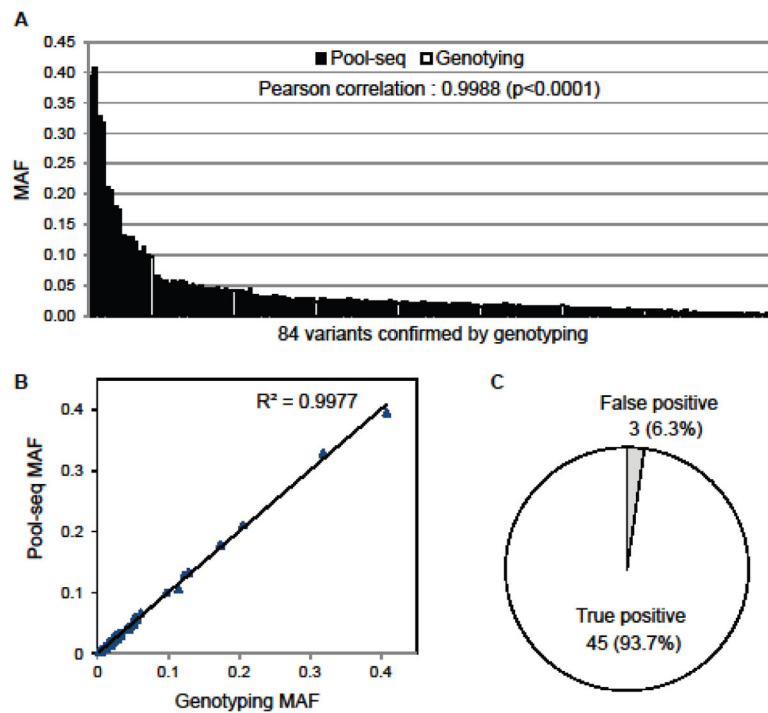 A
0.45
0.40
0.35
0.30
0.25
0.20
0.15
0.10
0.05
0.00
MAF
Pool-seq Genotying
Pearson correlation : 0.9988 (p<0.0001)
84 variants confirmed by genotyping
B
R² = 0.9977
0.4
0.3
0.2
0.1
0
Pool-seq MAF
0 0.1 0.2 0.3 0.4
Genotyping MAF
C
False positive
3 (6.3%)
True positive
45 (93.7%)